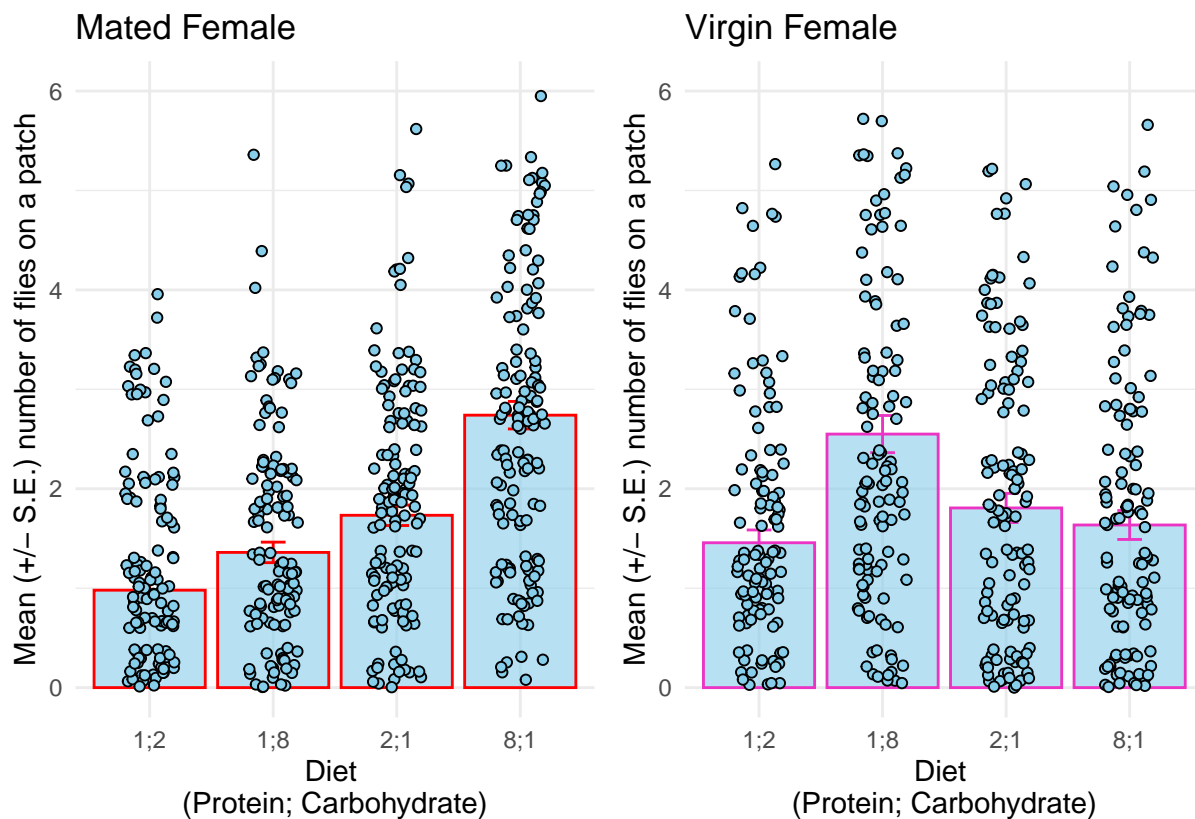 Mated Female
Mean (+/− S.E.) number of flies on a patch
6
4
2
0
1;2 1;8 2;1 8;1
Diet
(Protein; Carbohydrate)
Virgin Female
Mean (+/− S.E.) number of flies on a patch
6
4
2
0
1;2 1;8 2;1 8;1
Diet
(Protein; Carbohydrate)